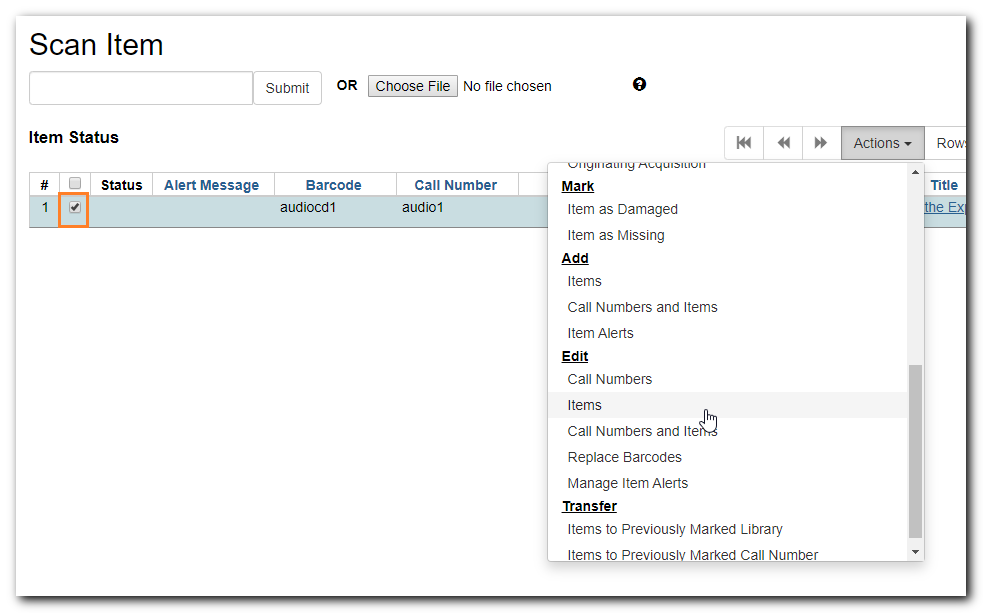 Scan Item
Submit OR Choose File No file chosen ?
Item Status
Actions Rows
# Status Alert Message Barcode Call Number Title
1 audiocd1 audio1 the Exp
Originating Acquisition
Mark
Item as Damaged
Item as Missing
Add
Items
Call Numbers and Items
Item Alerts
Edit
Call Numbers
Items
Call Numbers and Items
Replace Barcodes
Manage Item Alerts
Transfer
Items to Previously Marked Library
Items to Previously Marked Call Number